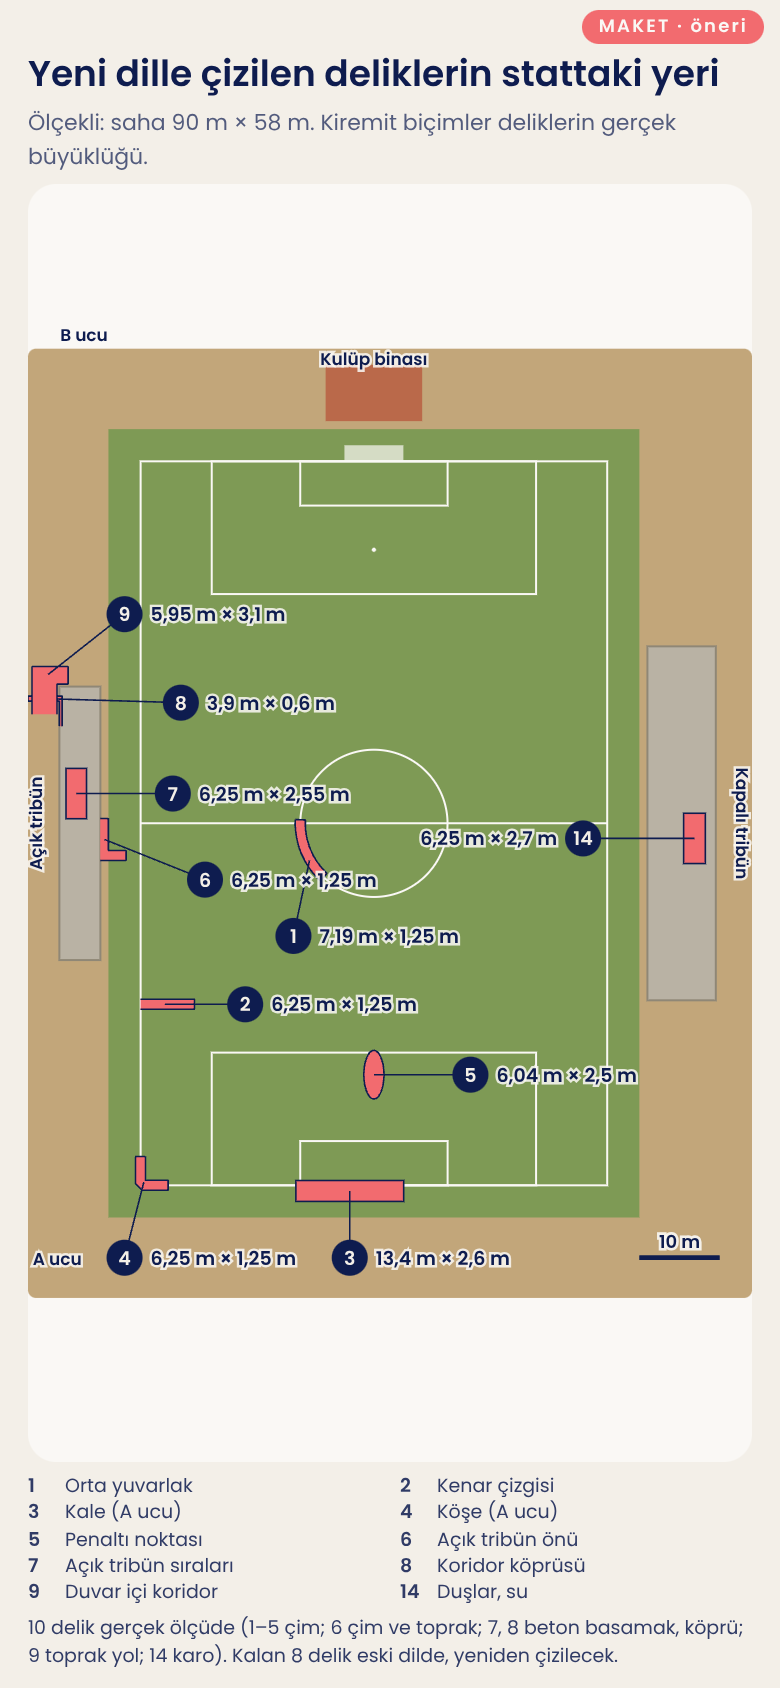 MAKET · öneri
Yeni dille çizilen deliklerin stattaki yeri
Ölçekli: saha 90 m × 58 m. Kiremit biçimler deliklerin gerçek
büyüklüğü.
B ucu
Kulüp binası
9 5,95 m × 3,1 m
8 3,9 m × 0,6 m
7 6,25 m × 2,55 m
Açık tribün
Kapalı tribün
6,25 m × 2,7 m 14
6 6,25 m × 1,25 m
1 7,19 m × 1,25 m
2 6,25 m × 1,25 m
5 6,04 m × 2,5 m
10 m
A ucu
4 6,25 m × 1,25 m
3 13,4 m × 2,6 m
1 Orta yuvarlak
2 Kenar çizgisi
3 Kale (A ucu)
4 Köşe (A ucu)
5 Penaltı noktası
6 Açık tribün önü
7 Açık tribün sıraları
8 Koridor köprüsü
9 Duvar içi koridor
14 Duşlar, su
10 delik gerçek ölçüde (1–5 çim; 6 çim ve toprak; 7, 8 beton basamak, köprü;
9 toprak yol; 14 karo). Kalan 8 delik eski dilde, yeniden çizilecek.